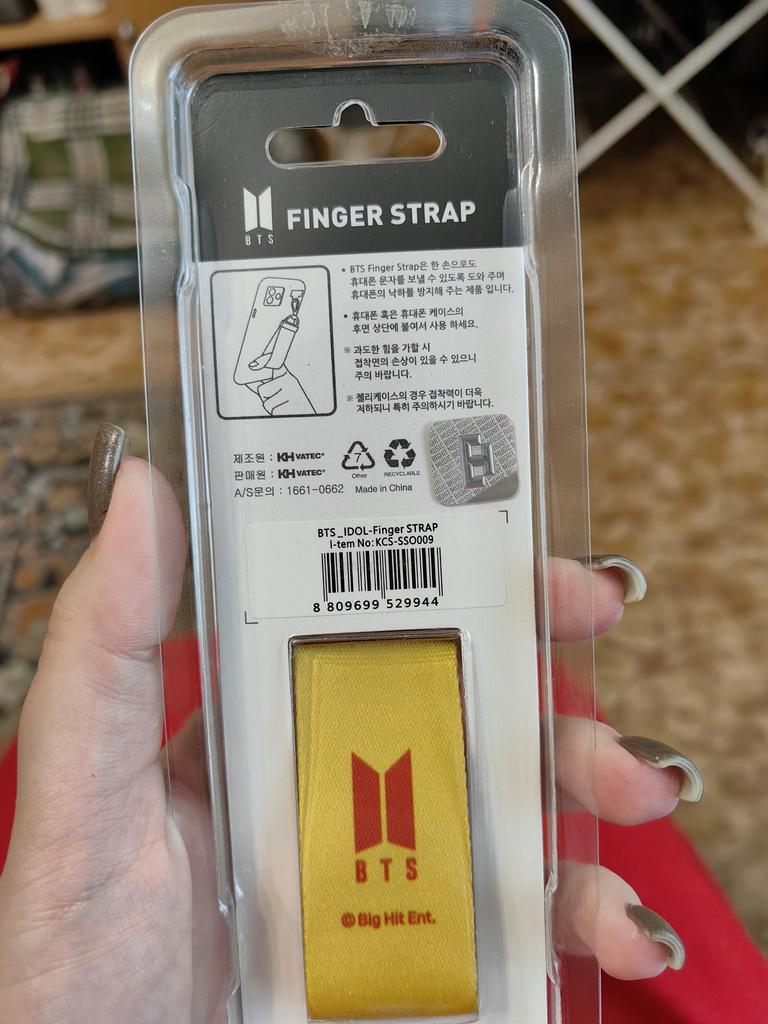 BTS
FINGER STRAP
• BTS Finger Strap은 한 손으로도
휴대폰 문자를 보낼 수 있도록 도와 주며
휴대폰의 낙하를 방지해 주는 제품 입니다.
• 휴대폰 혹은 휴대폰 케이스의
후면 상단에 붙여서 사용 하세요.
※ 과도한 힘을 가할 시
접착면의 손상이 있을 수 있으니
주의 바랍니다.
※ 젤리케이스의 경우 접착력이 더욱
저하되니 특히 주의하시기 바랍니다.
제조원 : KH VATEC®
판매원 : KH VATEC®
A/S문의 : 1661-0662
7
Other
RECYCLABLE
Made in China
BTS_IDOL-Finger STRAP
I-tem No:KCS-SSO009
8 809699 529944
BTS
© Big Hit Ent.